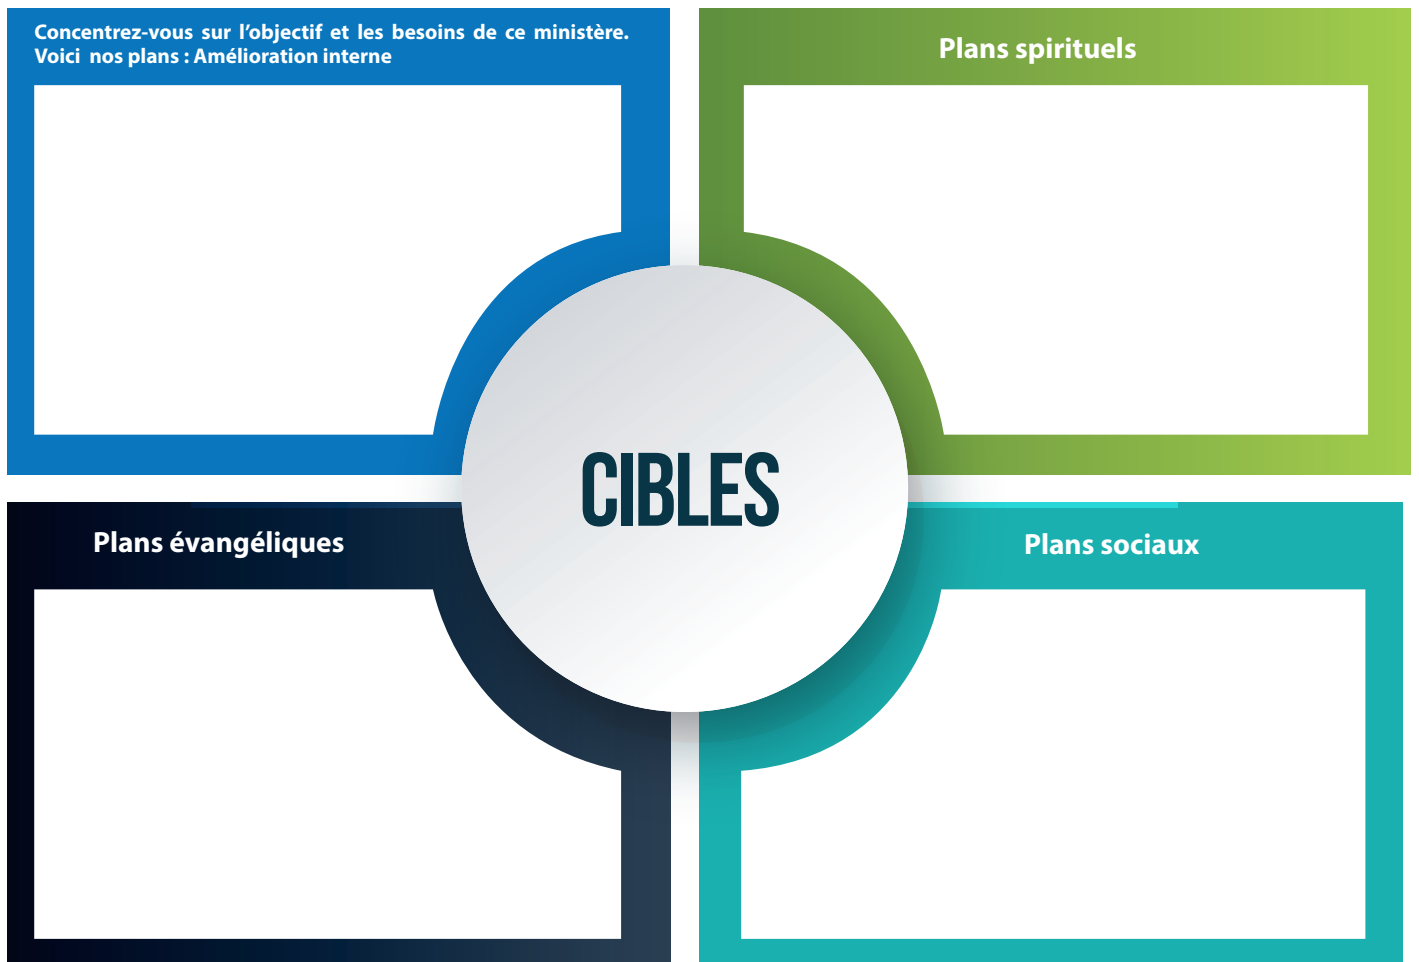 Concentrez-vous sur l’objectif et les besoins de ce ministère.
Voici nos plans : Amélioration interne
Plans spirituels
CIBLES
Plans évangéliques
Plans sociaux